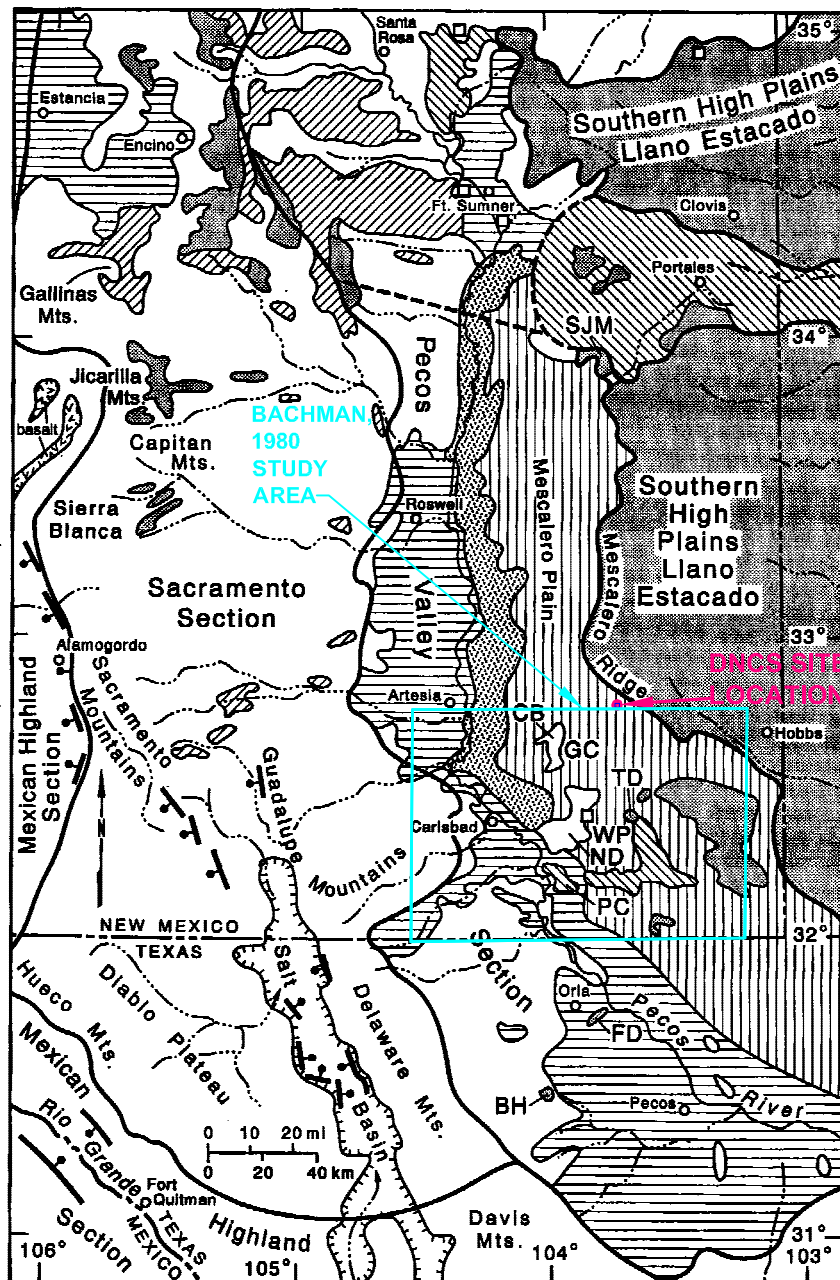 Santa
Rosa
35°
Estancia
Encino
Southern High Plains
Llano Estacado
Ft. Sumner
Clovis
Portales
Gallinas
Mts.
SJM
34°
Pecos
Jicarilla
Mts.
basalt
BACHMAN,
1980
STUDY
AREA
Capitan
Mts.
Sierra
Blanca
Roswell
Mescalero Plain
Southern
High
Plains
Llano
Estacado
Mescalero
Ridge
Sacramento
Section
Valley
33°
Alamogordo
Sacramento
Mountains
Mexican Highland
Section
Artesia
DNCS SITE
LOCATION
GC
Hobbs
TD
Guadalupe
Mountains
Carlsbad
WP
ND
PC
N
NEW MEXICO
TEXAS
32°
Section
Salt
Basin
Hueco Mts.
Diablo
Plateau
Delaware Mts.
Orla
FD
Pecos
River
Mexican
BH
Pecos
0 10 20 mi
0 20 40 km
Rio Grande
Fort
Quitman
TEXAS
MEXICO
Section
Highland
Davis
Mts.
31°
106°
105°
104°
103°